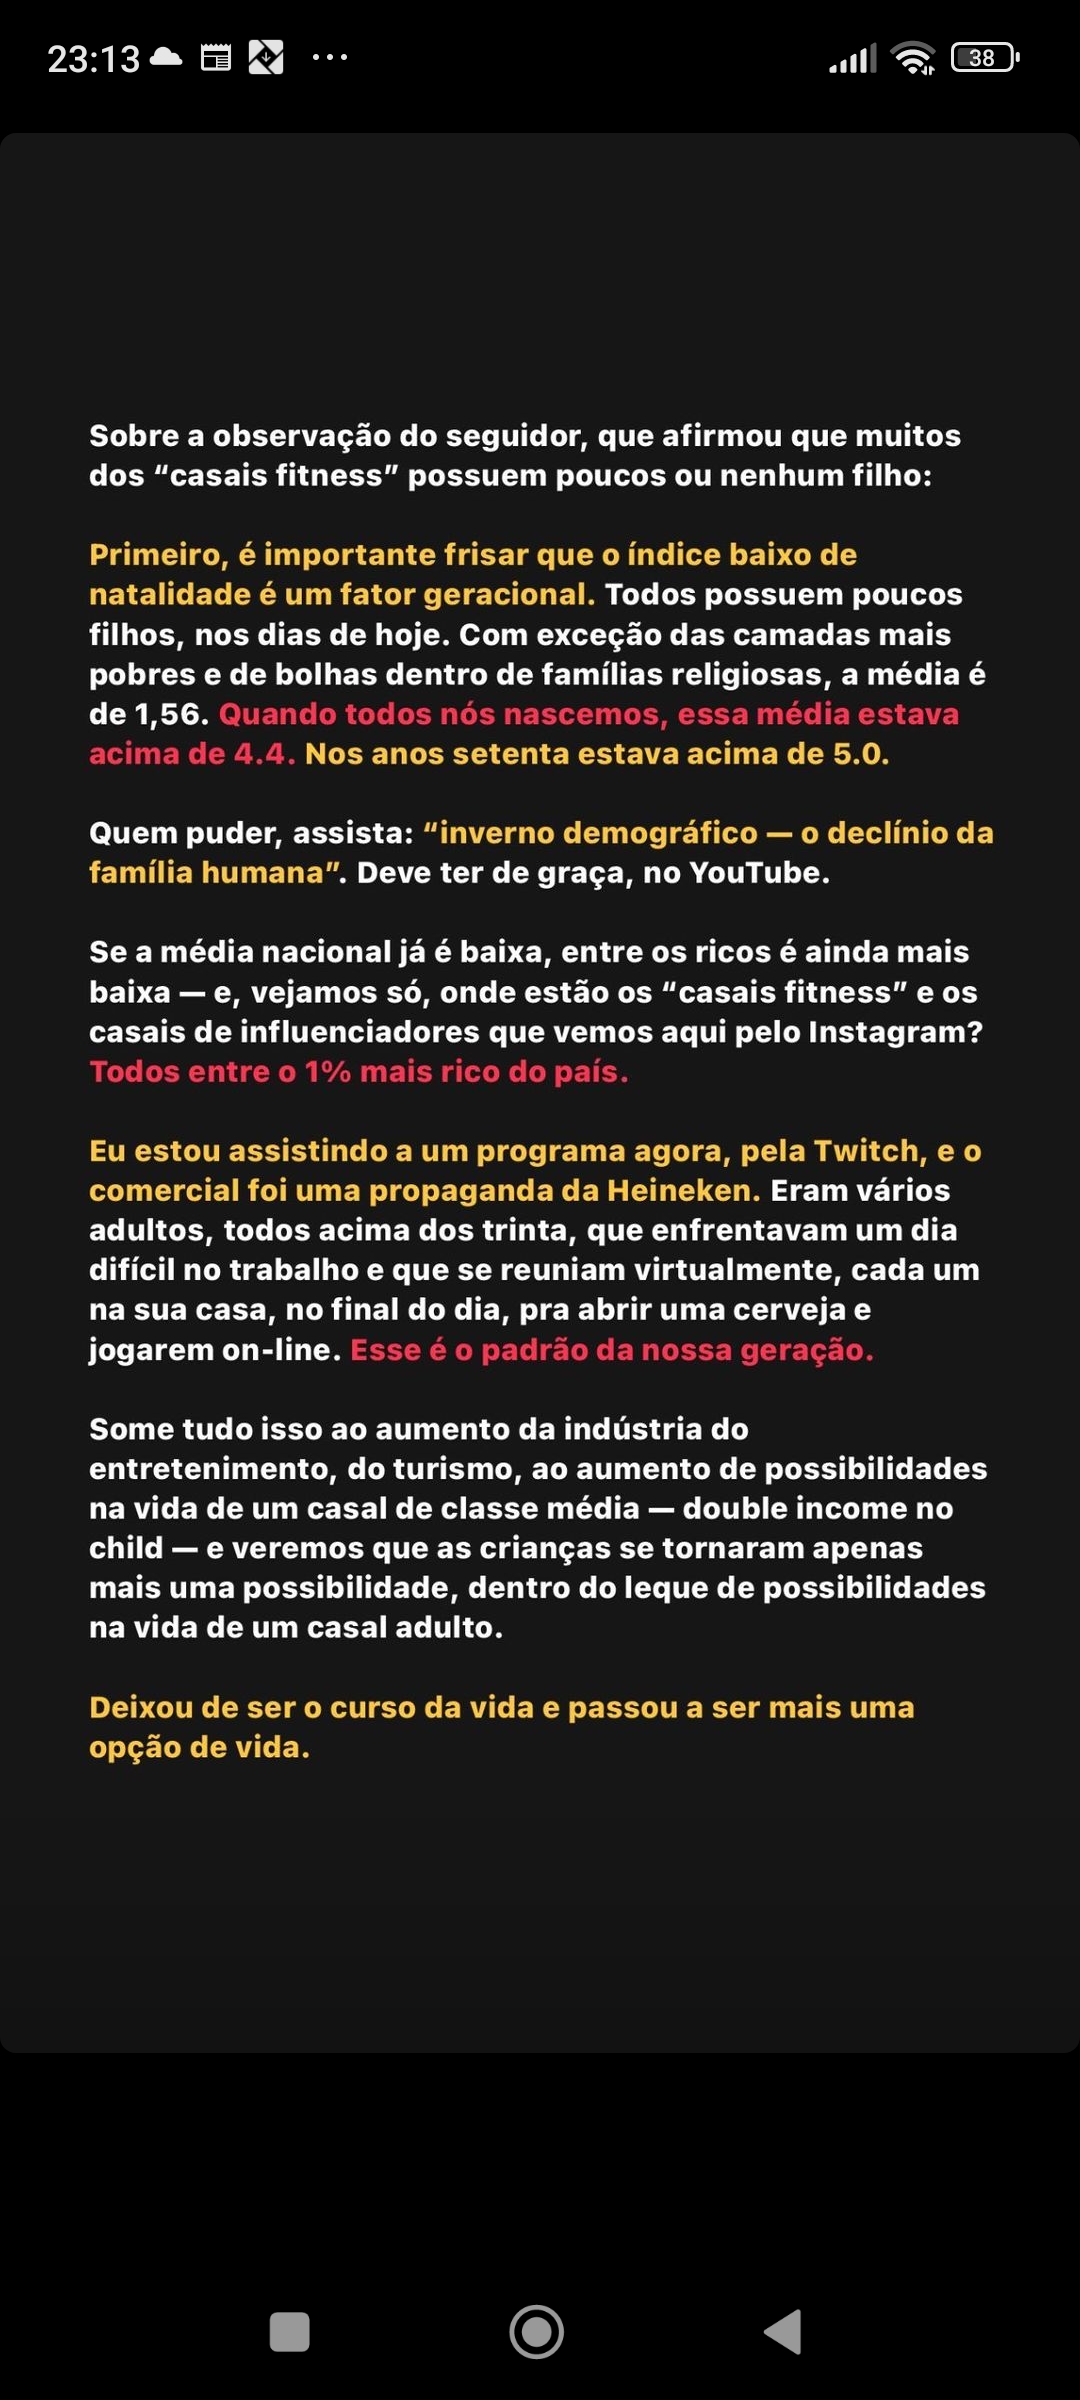 23:13
38
Sobre a observação do seguidor, que afirmou que muitos
dos “casais fitness” possuem poucos ou nenhum filho:
Primeiro, é importante frisar que o índice baixo de
natalidade é um fator geracional. Todos possuem poucos
filhos, nos dias de hoje. Com exceção das camadas mais
pobres e de bolhas dentro de famílias religiosas, a média é
de 1,56. Quando todos nós nascemos, essa média estava
acima de 4.4. Nos anos setenta estava acima de 5.0.
Quem puder, assista: “inverno demográfico — o declínio da
família humana”. Deve ter de graça, no YouTube.
Se a média nacional já é baixa, entre os ricos é ainda mais
baixa — e, vejamos só, onde estão os “casais fitness” e os
casais de influenciadores que vemos aqui pelo Instagram?
Todos entre o 1% mais rico do país.
Eu estou assistindo a um programa agora, pela Twitch, e o
comercial foi uma propaganda da Heineken. Eram vários
adultos, todos acima dos trinta, que enfrentavam um dia
difícil no trabalho e que se reuniam virtualmente, cada um
na sua casa, no final do dia, pra abrir uma cerveja e
jogarem on-line. Esse é o padrão da nossa geração.
Some tudo isso ao aumento da indústria do
entretenimento, do turismo, ao aumento de possibilidades
na vida de um casal de classe média — double income no
child — e veremos que as crianças se tornaram apenas
mais uma possibilidade, dentro do leque de possibilidades
na vida de um casal adulto.
Deixou de ser o curso da vida e passou a ser mais uma
opção de vida.